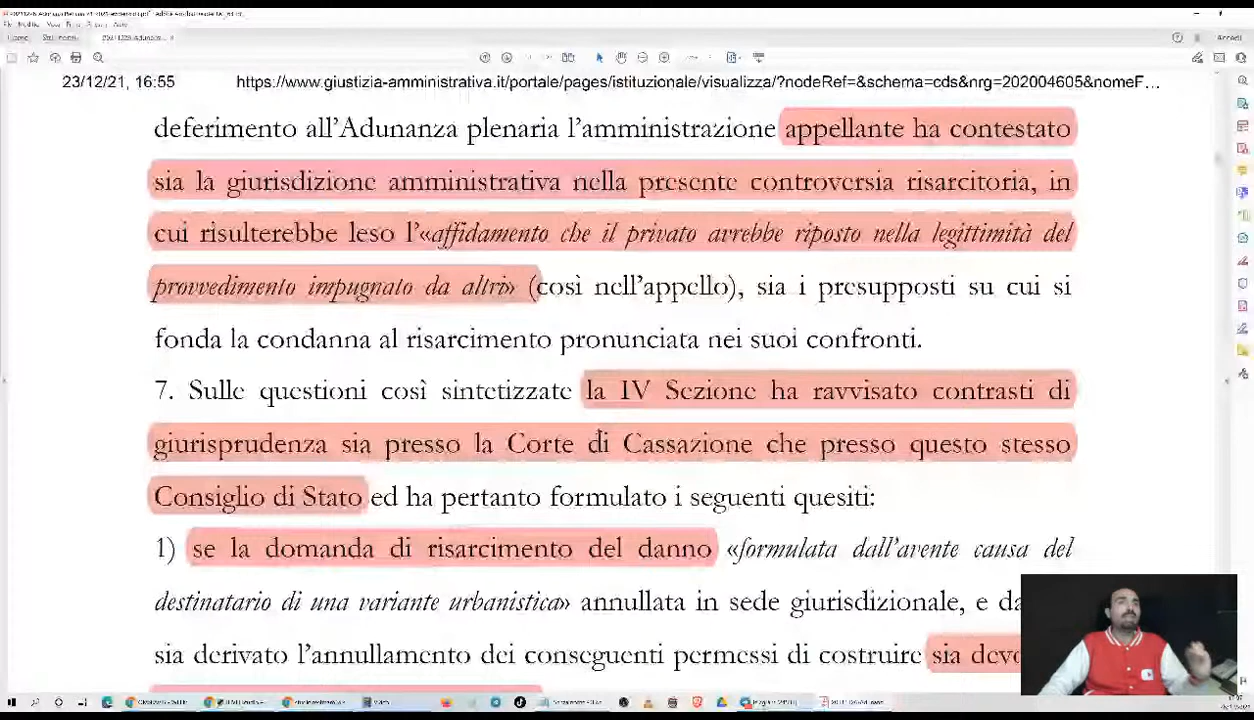 23/12/21, 16:55 https://www.giustizia-amministrativa.it/portale/pages/istituzionale/visualizza/?nodeRef=&schema=cds&nrg=202004605&nomeF…
deferimento all'Adunanza plenaria l'amministrazione appellante ha contestato
sia la giurisdizione amministrativa nella presente controversia risarcitoria, in
cui risulterebbe leso l'«affidamento che il privato avrebbe riposto nella legittimità del
provvedimento impugnato da altri» (così nell'appello), sia i presupposti su cui si
fonda la condanna al risarcimento pronunciata nei suoi confronti.
7. Sulle questioni così sintetizzate la IV Sezione ha ravvisato contrasti di
giurisprudenza sia presso la Corte di Cassazione che presso questo stesso
Consiglio di Stato ed ha pertanto formulato i seguenti quesiti:
1) se la domanda di risarcimento del danno «formulata dall'avente causa del
destinatario di una variante urbanistica» annullata in sede giurisdizionale, e da
sia derivato l'annullamento dei conseguenti permessi di costruire sia